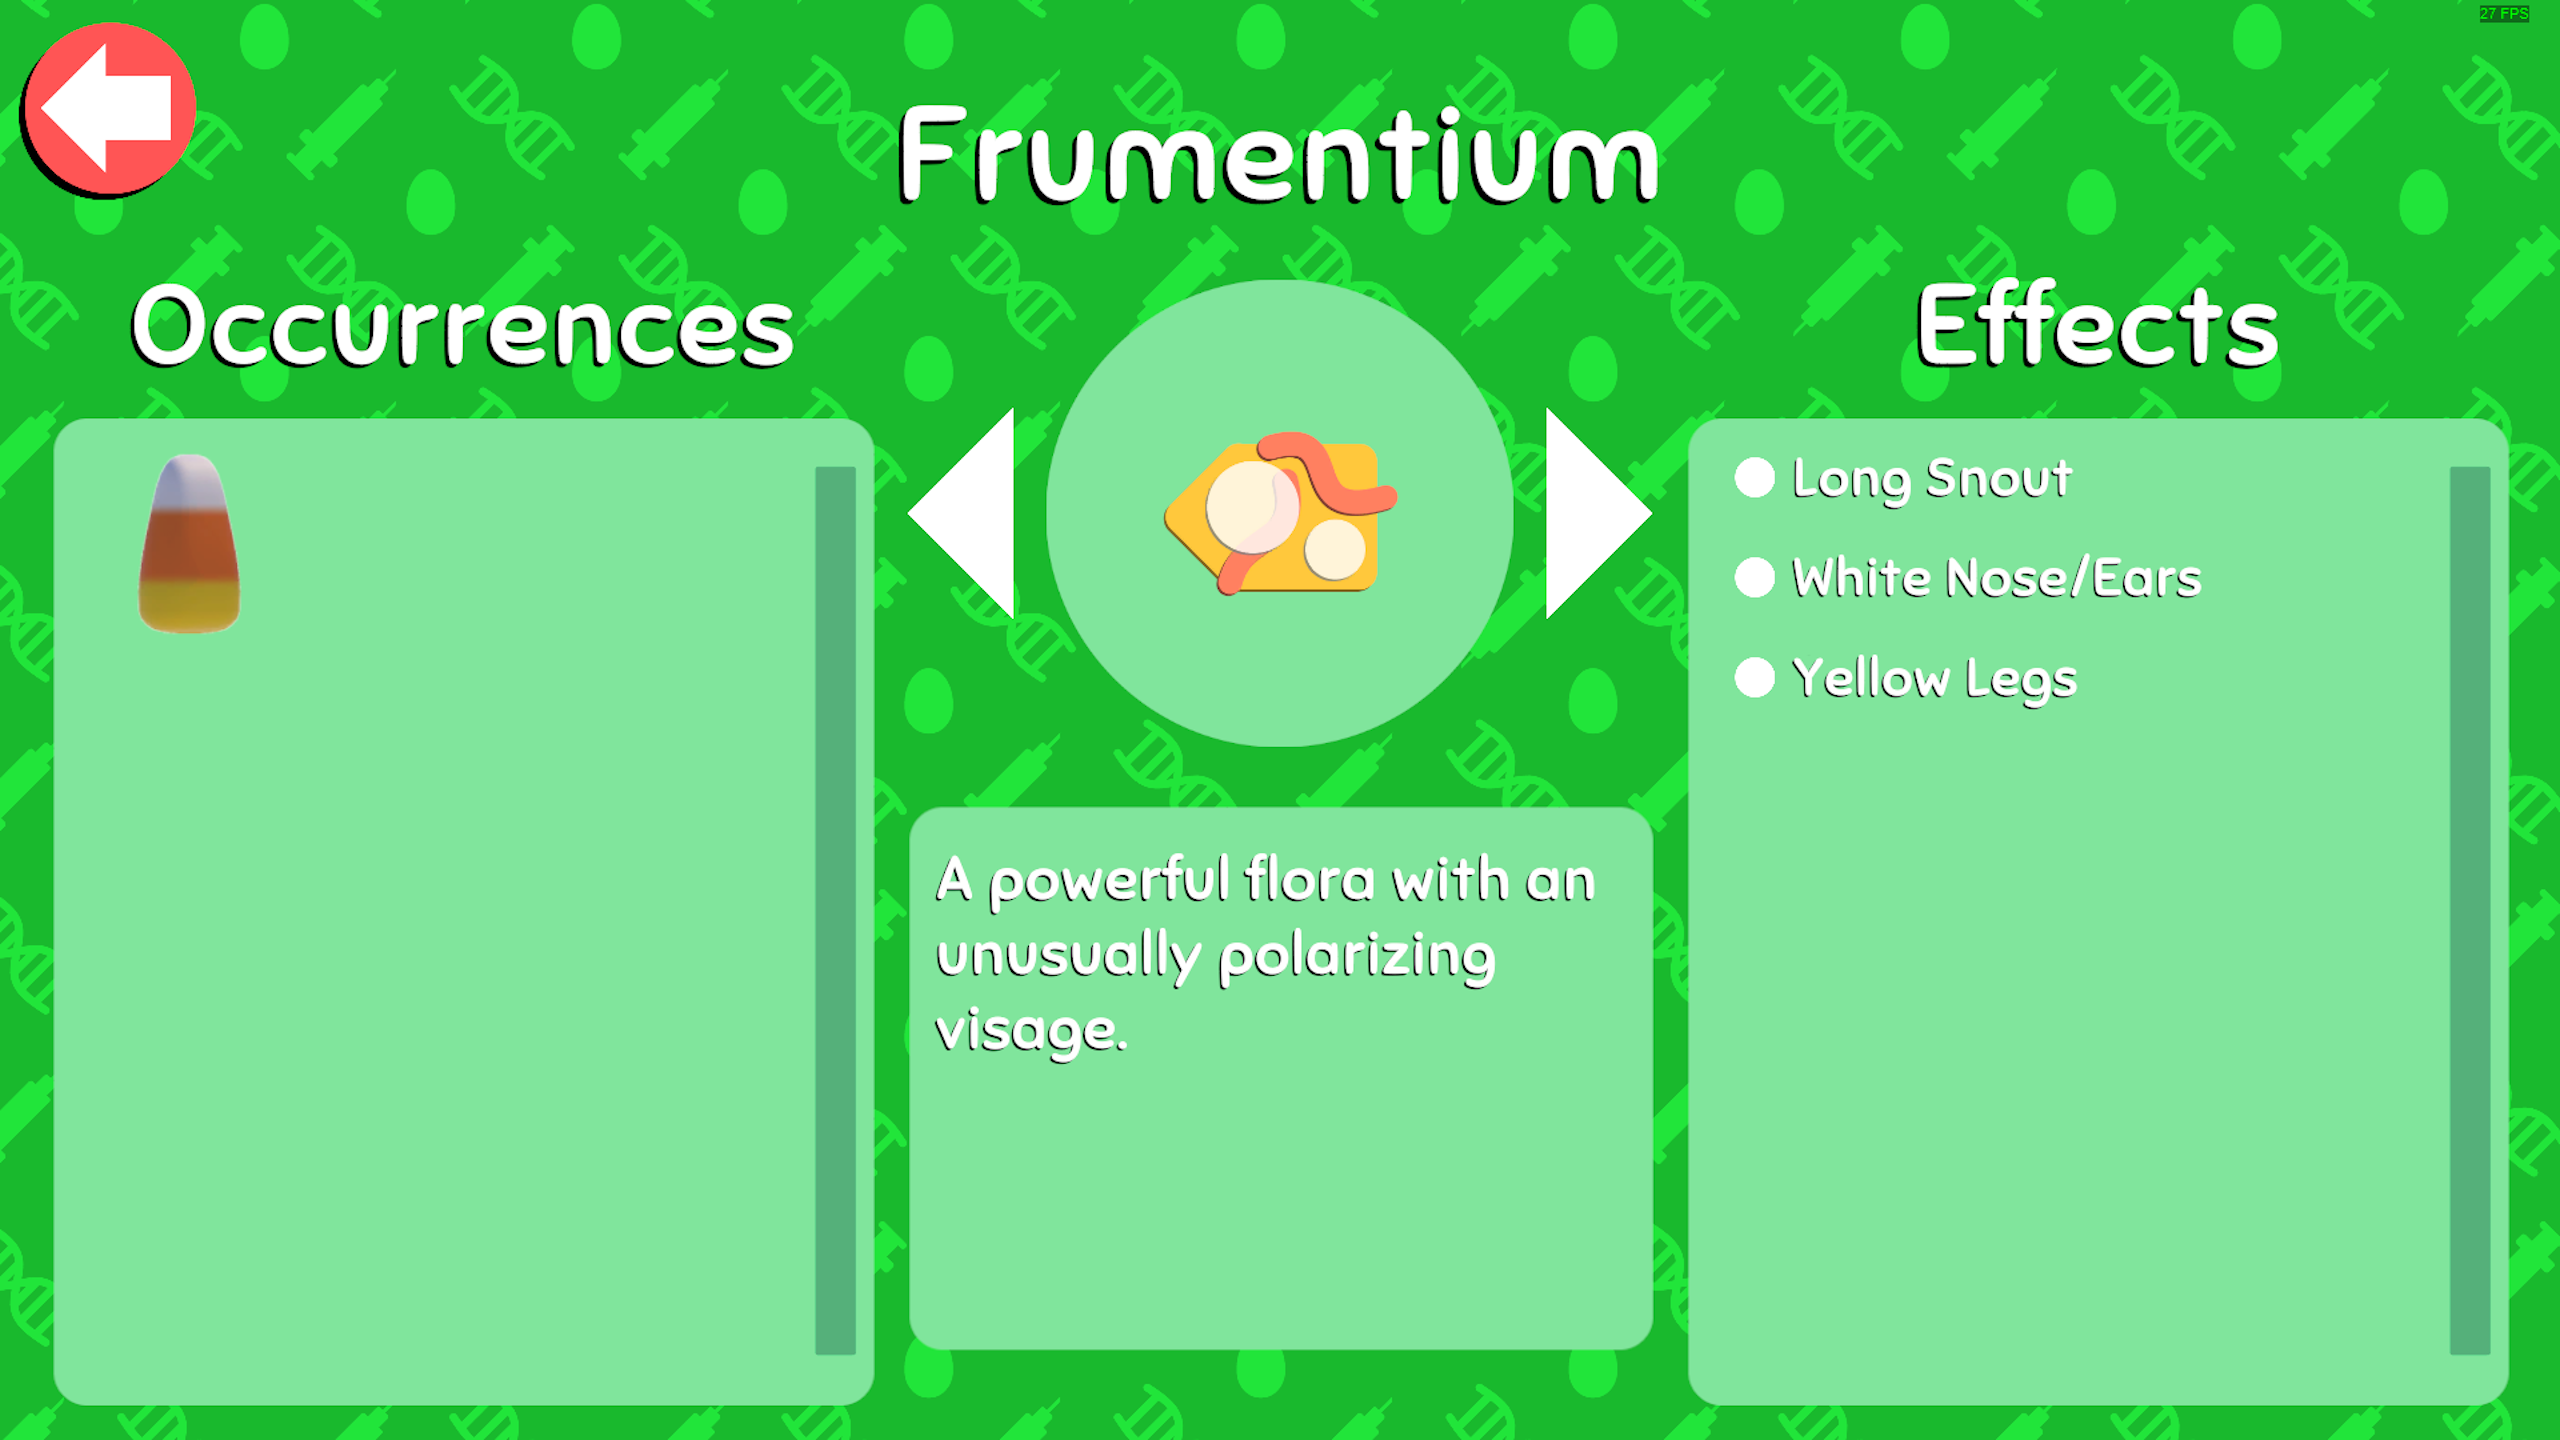 27 FPS
Frumentium
Occurrences
Effects
Long Snout
White Nose/Ears
Yellow Legs
A powerful flora with an
unusually polarizing
visage.